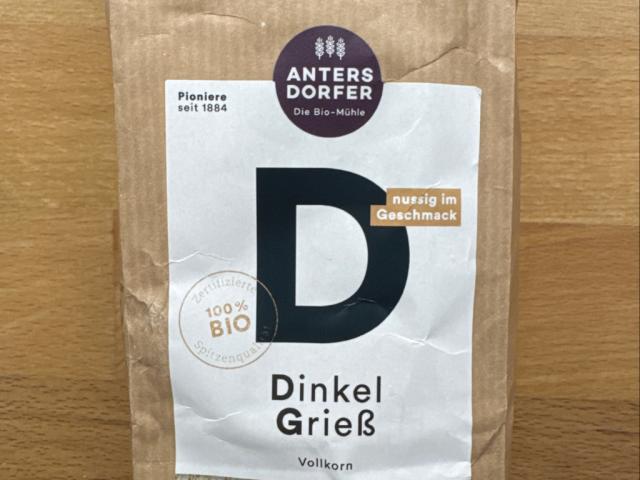 ANTERS
DORFER
Die Bio-Mühle
Pioniere
seit 1884
D
nussig im
Geschmack
Zertifizierte
100%
BIO
Spitzenqualität
Dinkel
Grieß
Vollkorn